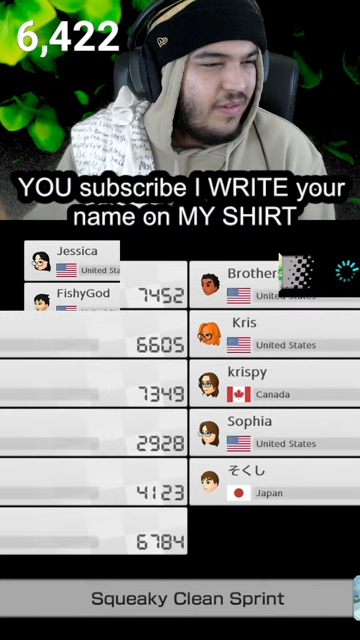 6,422
YOU subscribe I WRITE your
name on MY SHIRT
Jessica
United Sta
FishyGod
7452
Brother
United
6605
Kris
United States
7349
krispy
Canada
2928
Sophia
United States
4123
そくし
Japan
6784
Squeaky Clean Sprint